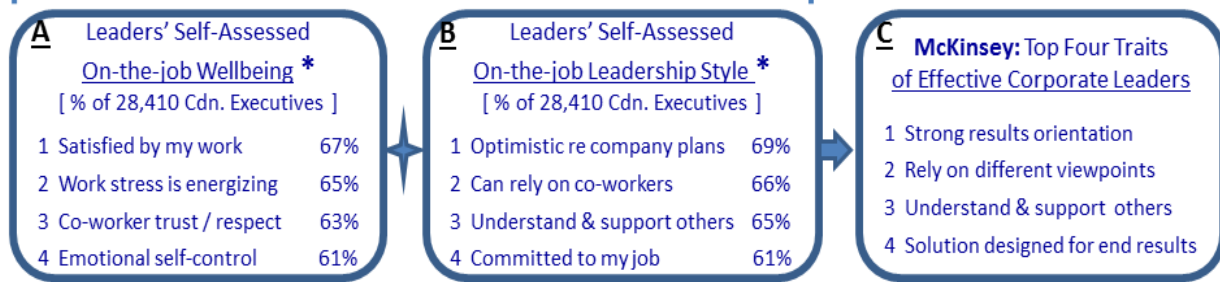 A Leaders' Self-Assessed
On-the-job Wellbeing *
[ % of 28,410 Cdn. Executives ]
1 Satisfied by my work 67%
2 Work stress is energizing 65%
3 Co-worker trust / respect 63%
4 Emotional self-control 61%
B Leaders' Self-Assessed
On-the-job Leadership Style *
[ % of 28,410 Cdn. Executives ]
1 Optimistic re company plans 69%
2 Can rely on co-workers 66%
3 Understand & support others 65%
4 Committed to my job 61%
C McKinsey: Top Four Traits
of Effective Corporate Leaders
1 Strong results orientation
2 Rely on different viewpoints
3 Understand & support others
4 Solution designed for end results